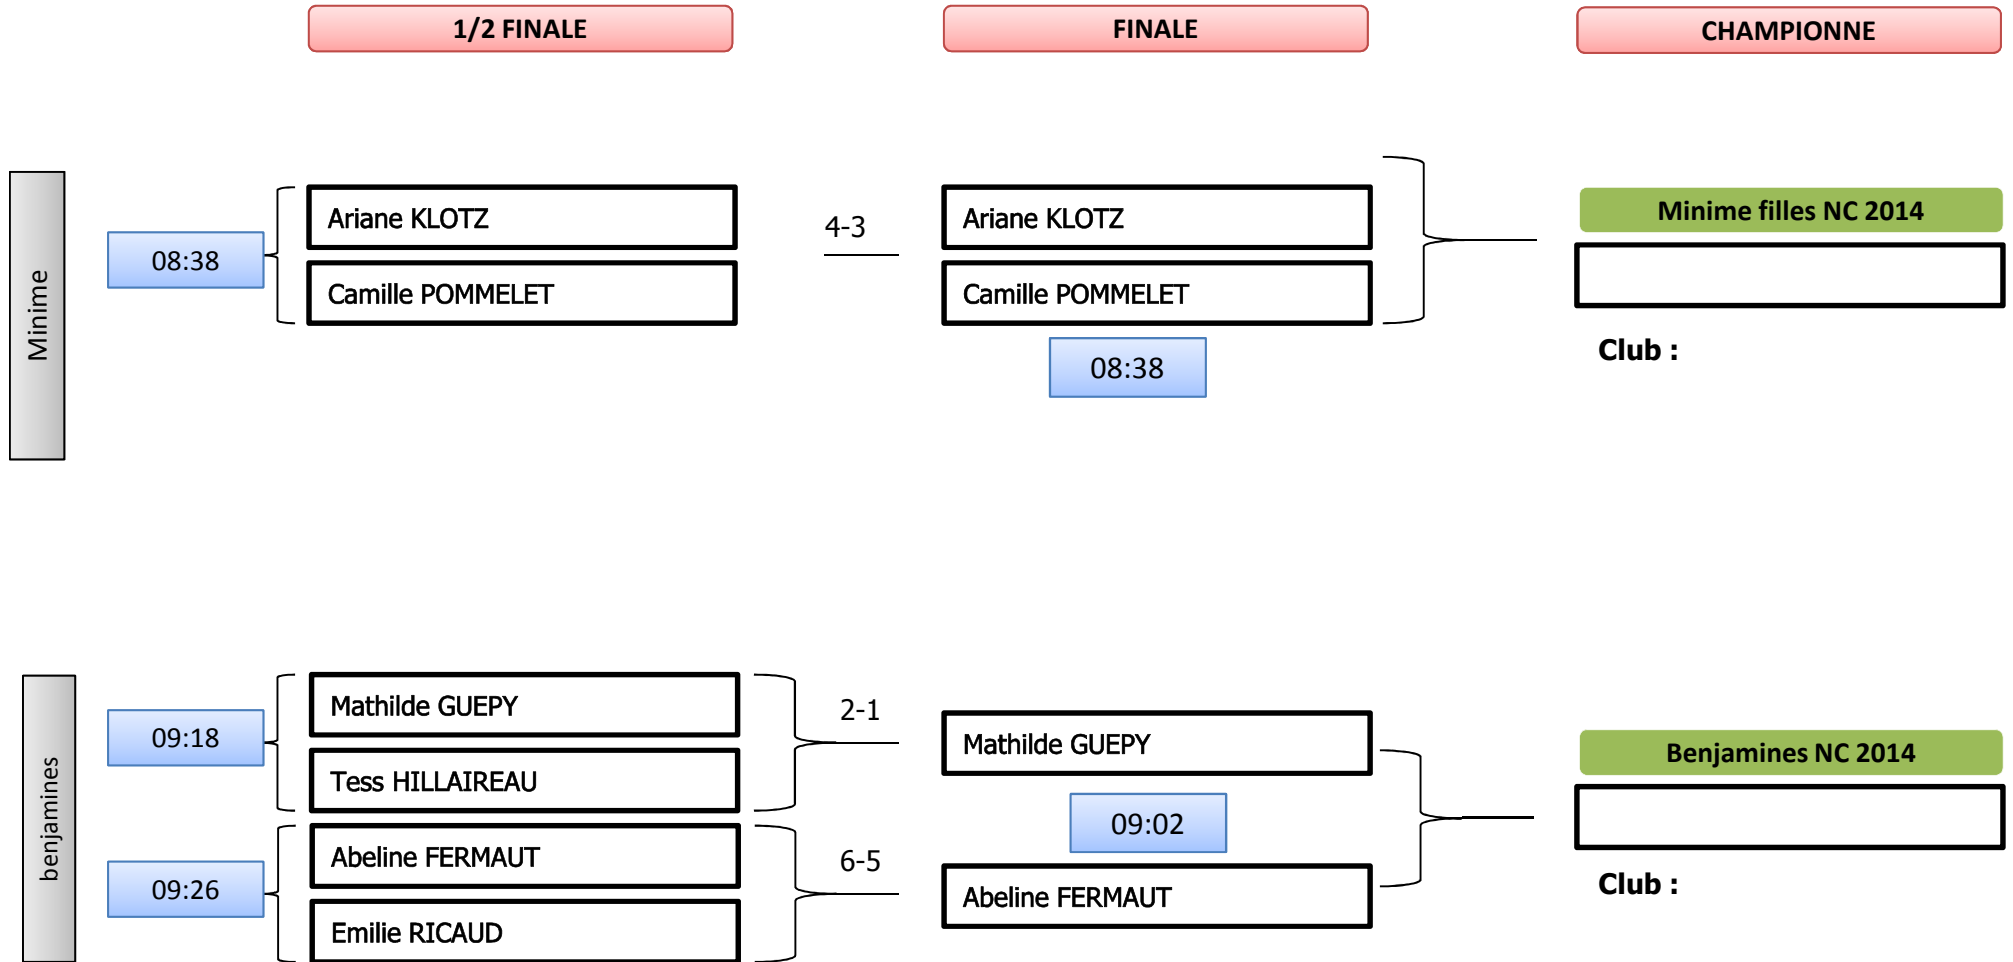 1/2 FINALE
FINALE
CHAMPIONNE
Minime
08:38
Ariane KLOTZ
Camille POMMELET
4-3
Ariane KLOTZ
Camille POMMELET
08:38
Minime filles NC 2014
Club :
benjamines
09:18
Mathilde GUEPY
Tess HILLAIREAU
2-1
09:26
Abeline FERMAUT
Emilie RICAUD
6-5
Mathilde GUEPY
09:02
Abeline FERMAUT
Benjamines NC 2014
Club :